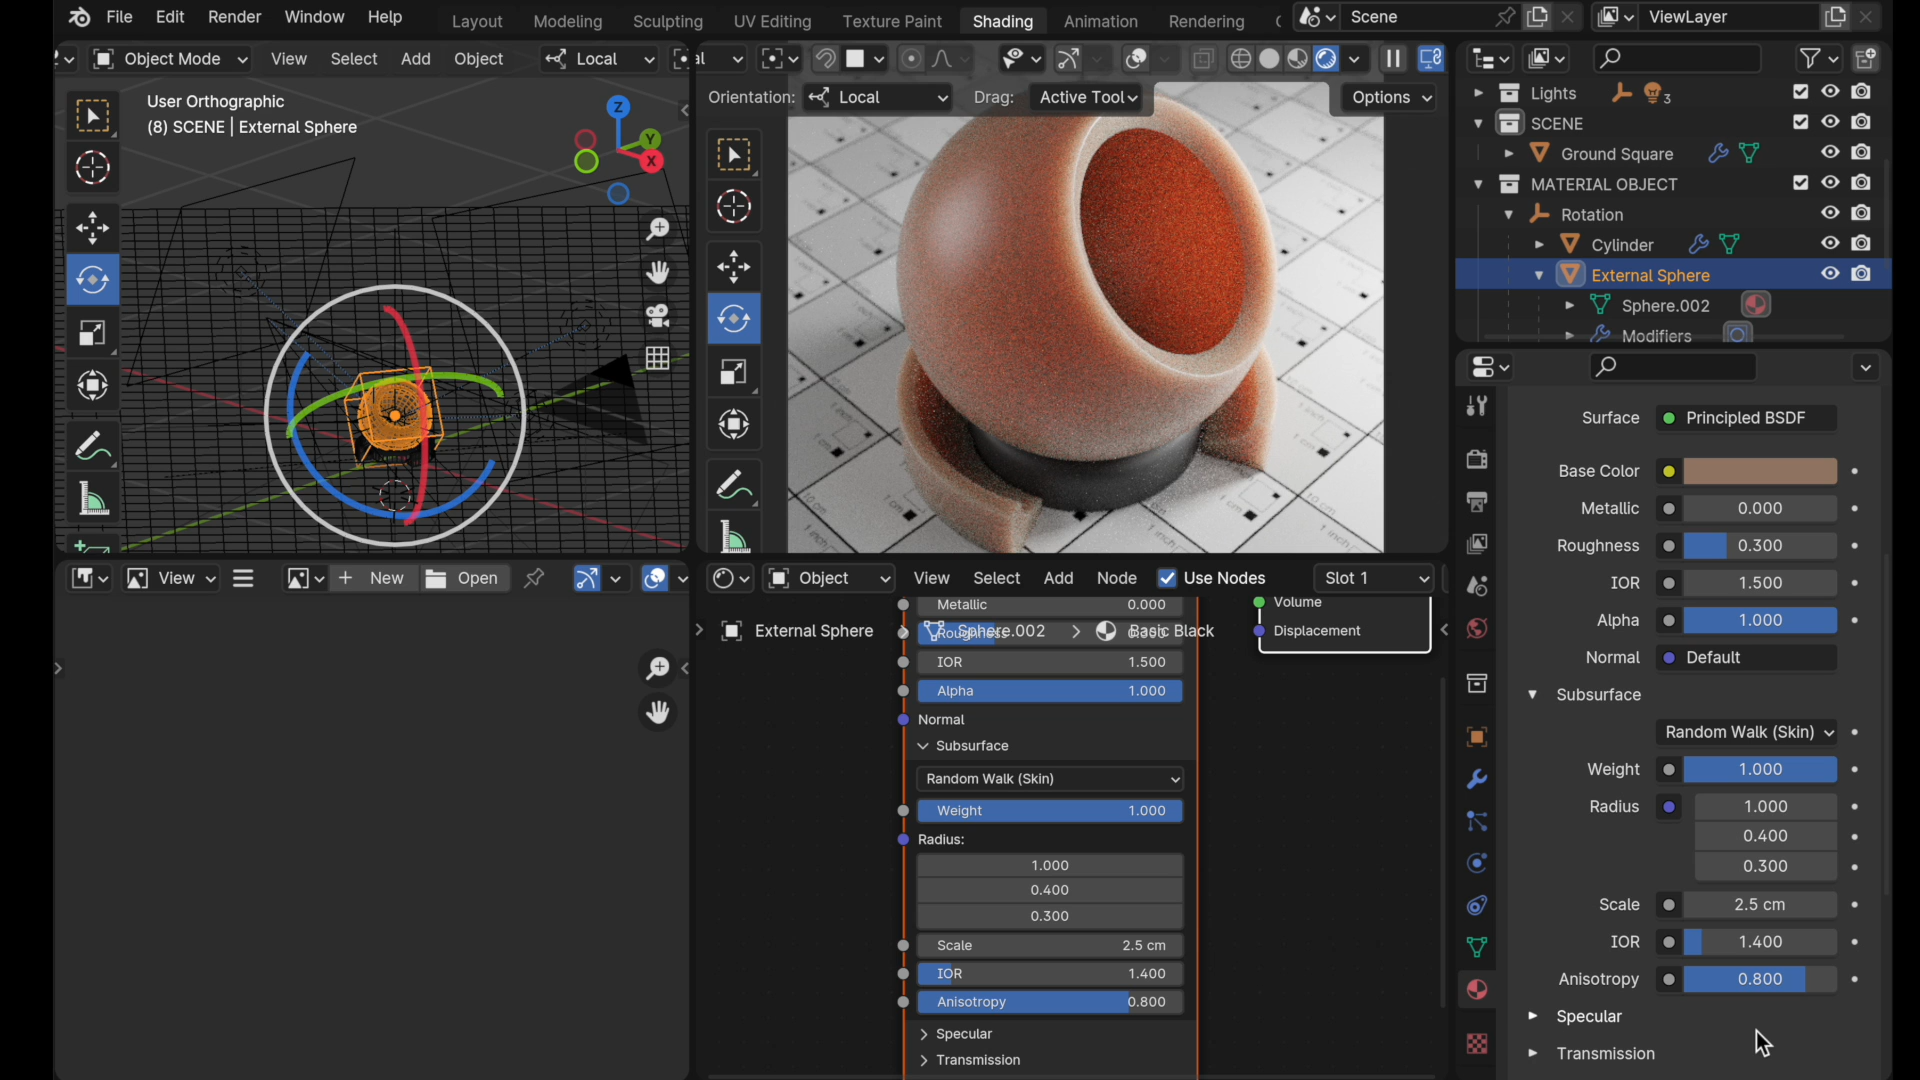 File Edit Render Window Help Layout Modeling Sculpting UV Editing Texture Paint Shading Animation Rendering Scene ViewLayer
Object Mode View Select Add Object Local
Orientation: Local Drag: Active Tool Options
User Orthographic
(8) SCENE | External Sphere
Z
Y
X
Lights 3
SCENE
Ground Square
MATERIAL OBJECT
Rotation
Cylinder
External Sphere
Sphere.002
Modifiers
Surface Principled BSDF
Base Color
Metallic 0.000
Roughness 0.300
IOR 1.500
Alpha 1.000
Normal Default
Subsurface
Random Walk (Skin)
Weight 1.000
Radius 1.000
0.400
0.300
Scale 2.5 cm
IOR 1.400
Anisotropy 0.800
Specular
Transmission
View New Open
Object View Select Add Node Use Nodes Slot 1
External Sphere Sphere.002 Basic Black
Metallic 0.000
Roughness
IOR 1.500
Alpha 1.000
Normal
Subsurface
Random Walk (Skin)
Weight 1.000
Radius:
1.000
0.400
0.300
Scale 2.5 cm
IOR 1.400
Anisotropy 0.800
Specular
Transmission
Volume
Displacement